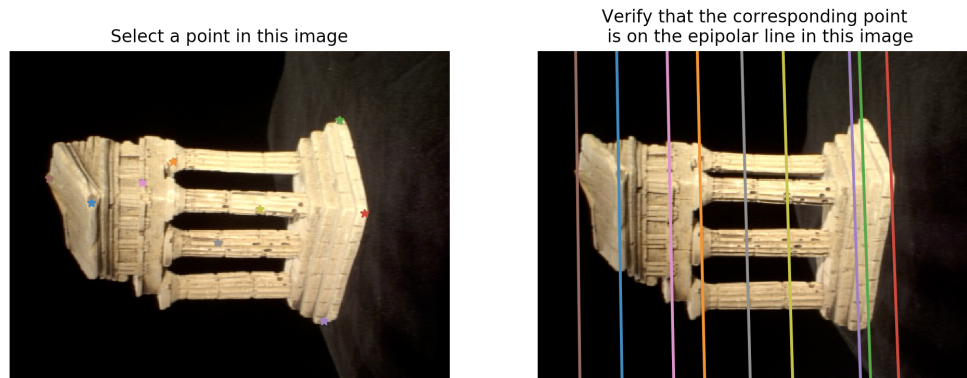 Select a point in this image
Verify that the corresponding point
is on the epipolar line in this image